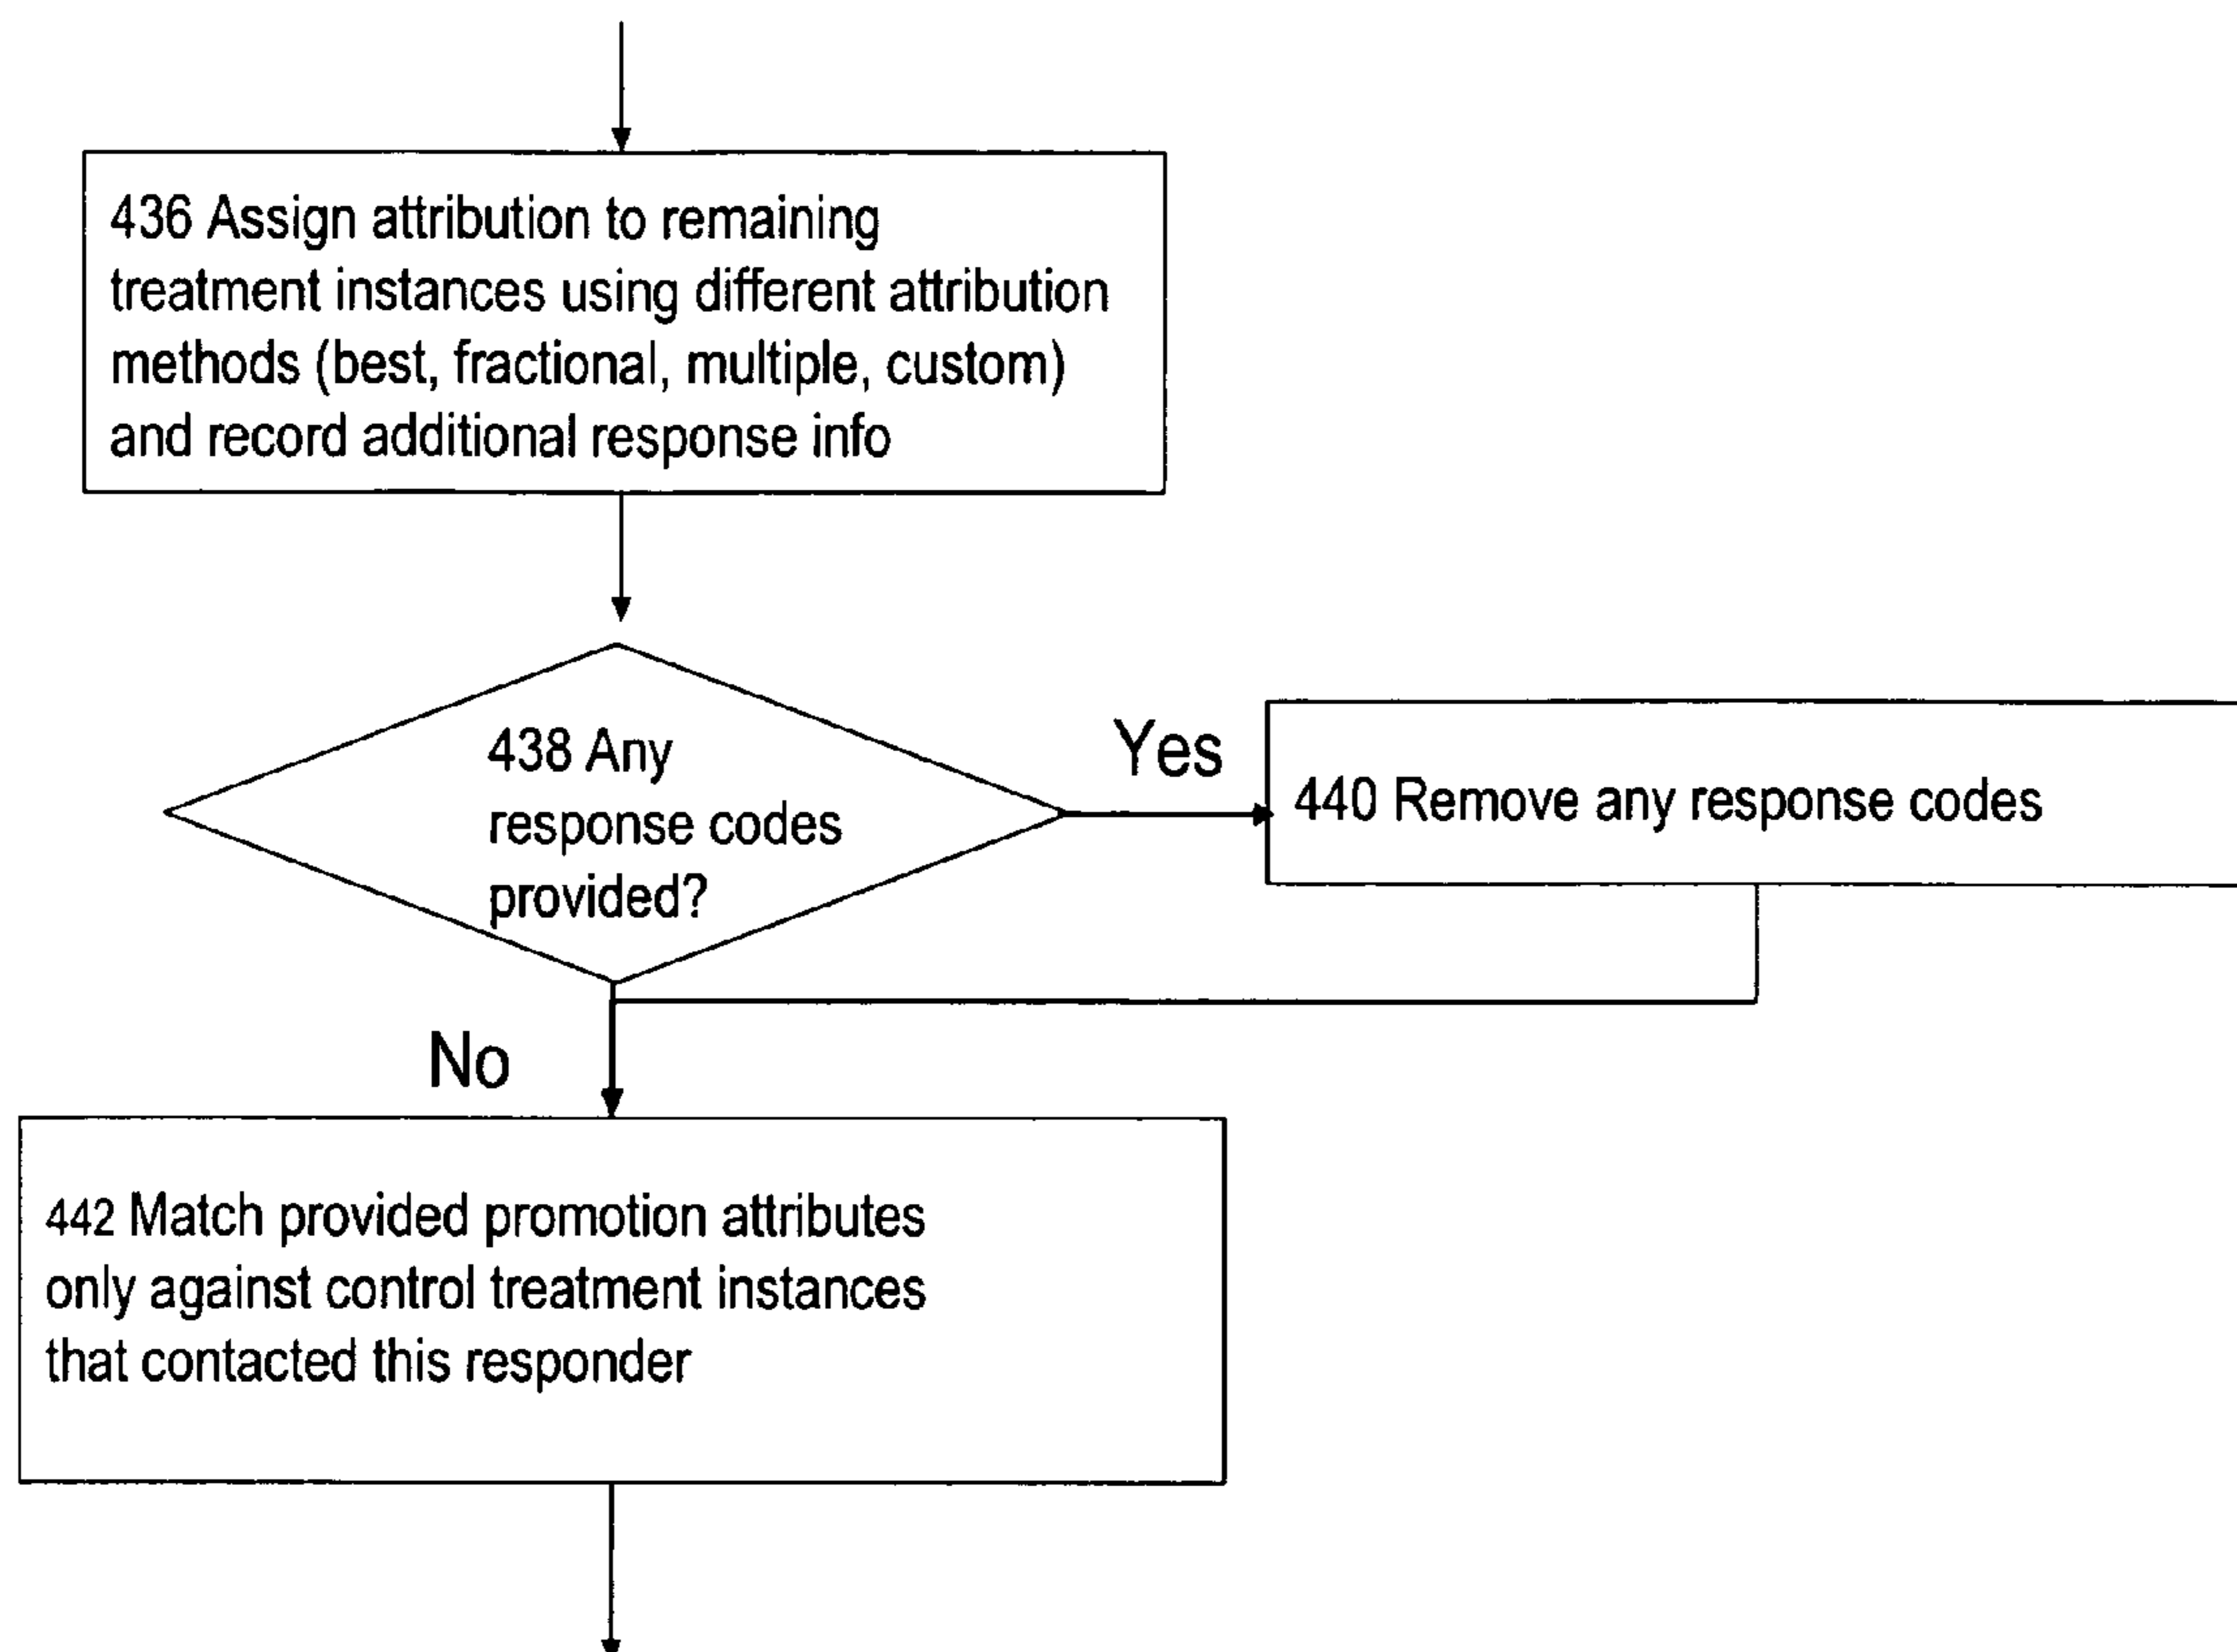 436 Assign attribution to remaining
treatment instances using different attribution
methods (best, fractional, multiple, custom)
and record additional response info
438 Any
response codes
provided?
Yes
440 Remove any response codes
No
442 Match provided promotion attributes
only against control treatment instances
that contacted this responder